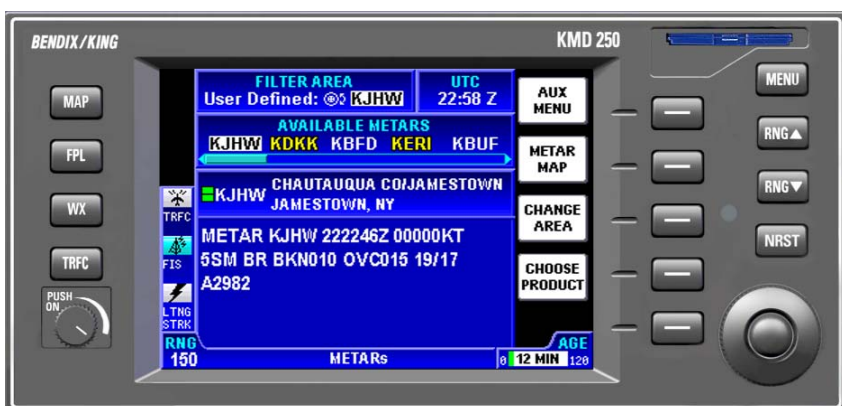 BENDIX/KING
KMD 250
MAP
FPL
WX
TRFC
PUSH
ON
FILTER AREA
User Defined: KJHW
UTC
22:58 Z
AVAILABLE METARS
KJHW KDKK KBFD KERI KBUF
KJHW
CHAUTAUQUA CO/JAMESTOWN
JAMESTOWN, NY
METAR KJHW 222246Z 00000KT
5SM BR BKN010 OVC015 19/17
A2982
TRFC
FIS
LTNG
STRK
RNG
150
METARs
AGE
0 12 MIN 120
AUX
MENU
METAR
MAP
CHANGE
AREA
CHOOSE
PRODUCT
MENU
RNG▲
RNG▼
NRST